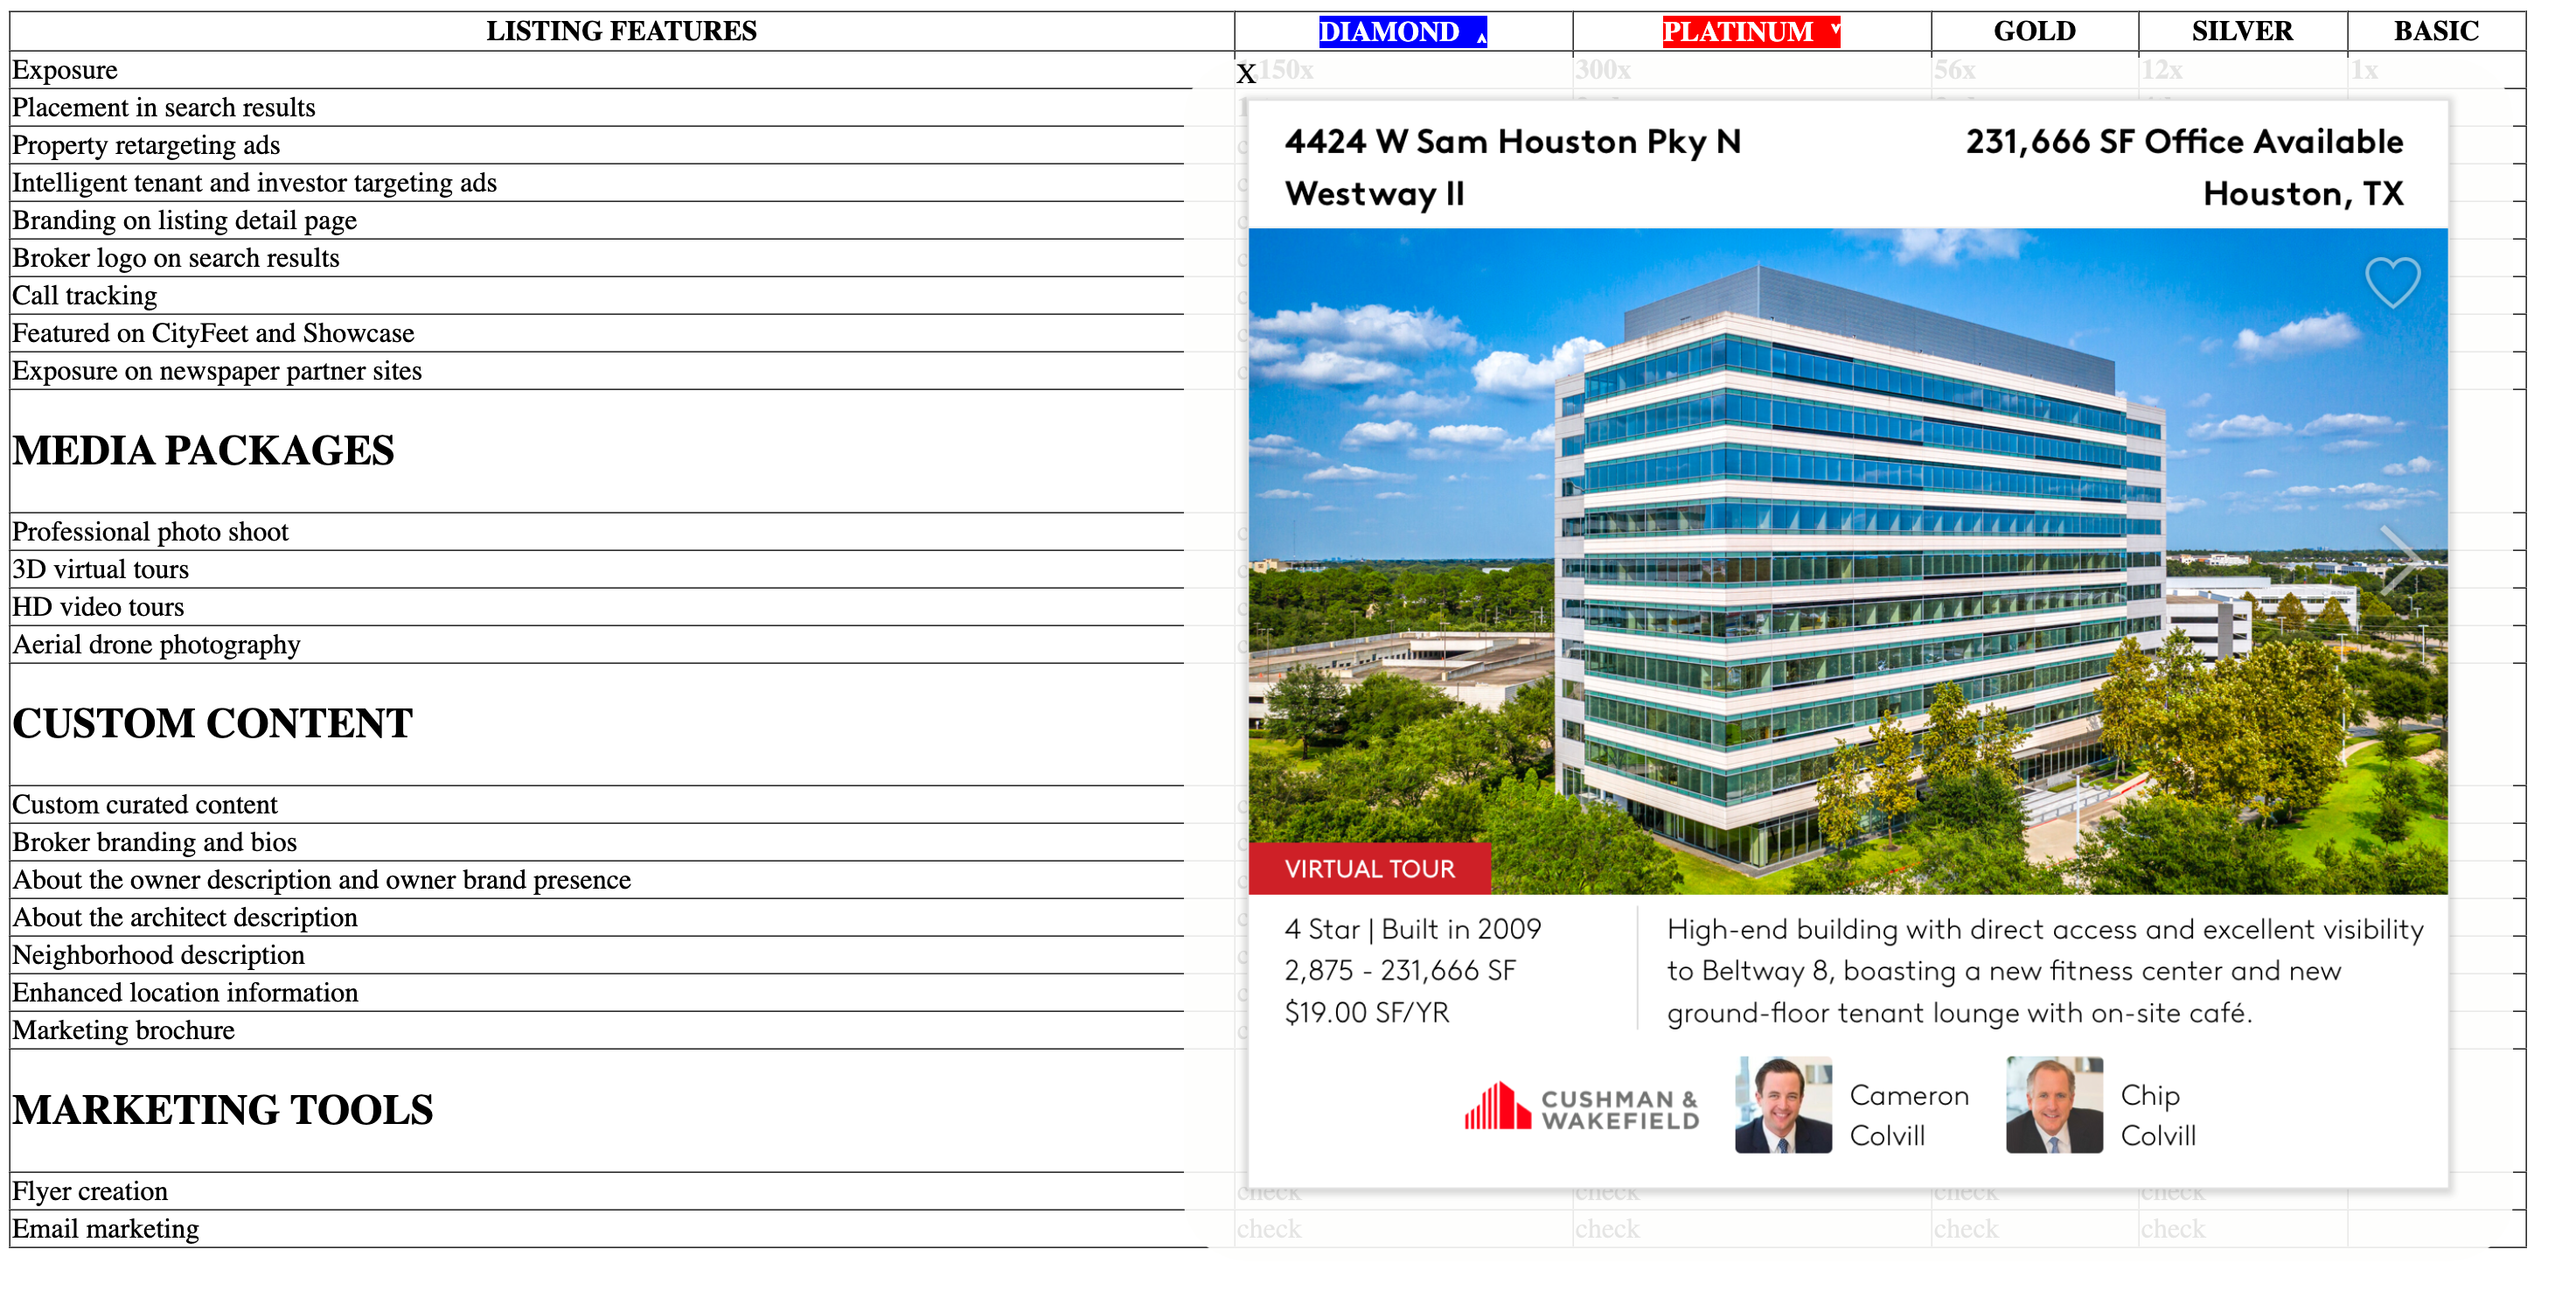 LISTING FEATURES DIAMOND ʌ PLATINUM v GOLD SILVER BASIC
Exposure X 150x 300x 56x 12x 1x
Placement in search results
Property retargeting ads
Intelligent tenant and investor targeting ads
Branding on listing detail page
Broker logo on search results
Call tracking
Featured on CityFeet and Showcase
Exposure on newspaper partner sites
MEDIA PACKAGES
Professional photo shoot
3D virtual tours
HD video tours
Aerial drone photography
CUSTOM CONTENT
Custom curated content
Broker branding and bios
About the owner description and owner brand presence
About the architect description
Neighborhood description
Enhanced location information
Marketing brochure
MARKETING TOOLS
Flyer creation check check check check
Email marketing check check check check
4424 W Sam Houston Pky N 231,666 SF Office Available
Westway II Houston, TX
VIRTUAL TOUR
4 Star | Built in 2009
2,875 - 231,666 SF
$19.00 SF/YR
High-end building with direct access and excellent visibility
to Beltway 8, boasting a new fitness center and new
ground-floor tenant lounge with on-site café.
CUSHMAN &
WAKEFIELD
Cameron
Colvill
Chip
Colvill